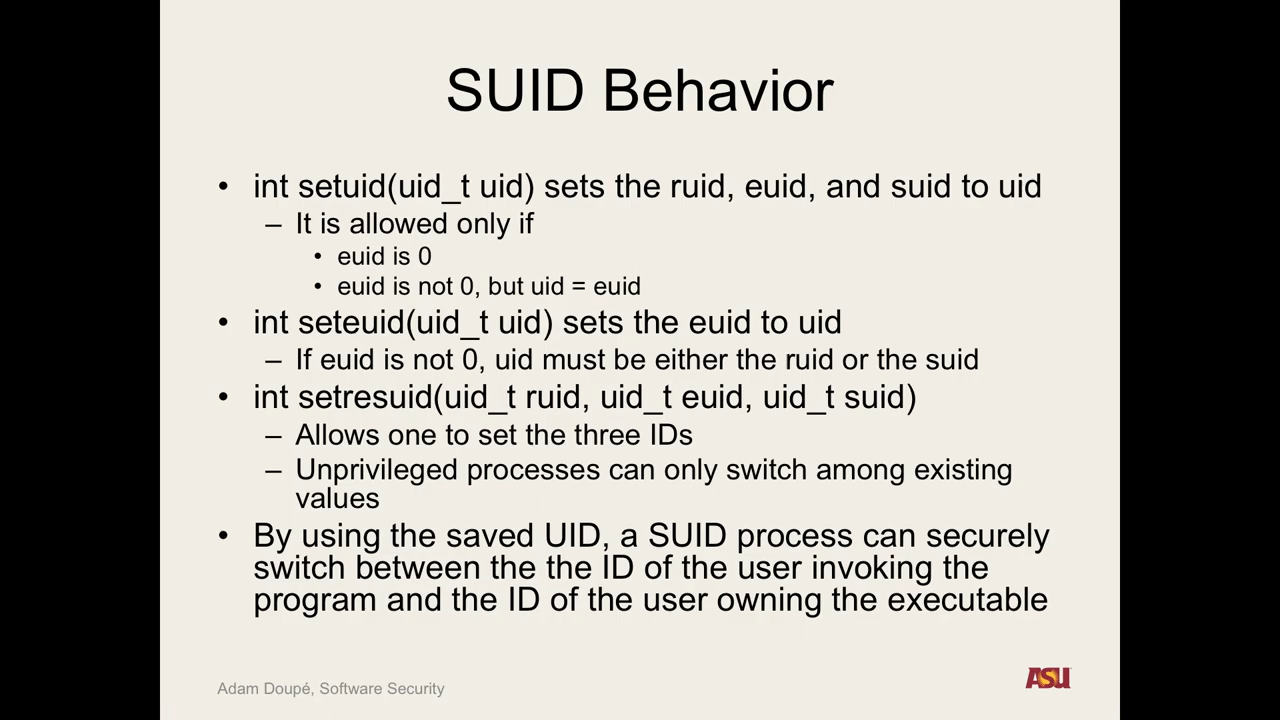 SUID Behavior
• int setuid(uid_t uid) sets the ruid, euid, and suid to uid
– It is allowed only if
• euid is 0
• euid is not 0, but uid = euid
• int seteuid(uid_t uid) sets the euid to uid
– If euid is not 0, uid must be either the ruid or the suid
• int setresuid(uid_t ruid, uid_t euid, uid_t suid)
– Allows one to set the three IDs
– Unprivileged processes can only switch among existing
values
• By using the saved UID, a SUID process can securely
switch between the the ID of the user invoking the
program and the ID of the user owning the executable
Adam Doupé, Software Security
ASU